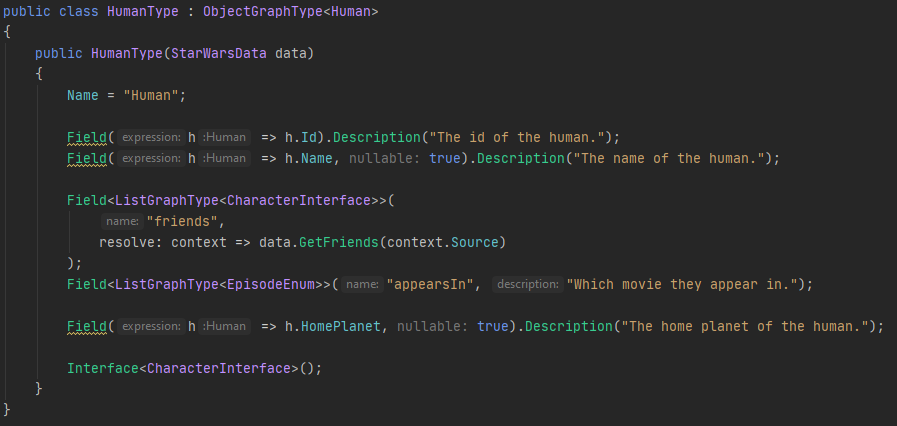 public class HumanType : ObjectGraphType<Human>
{
public HumanType(StarWarsData data)
{
Name = "Human";
Field( expression: h :Human => h.Id).Description("The id of the human.");
Field( expression: h :Human => h.Name, nullable: true).Description("The name of the human.");
Field<ListGraphType<CharacterInterface>>(
name: "friends",
resolve: context => data.GetFriends(context.Source)
);
Field<ListGraphType<EpisodeEnum>>( name: "appearsIn", description: "Which movie they appear in.");
Field( expression: h :Human => h.HomePlanet, nullable: true).Description("The home planet of the human.");
Interface<CharacterInterface>();
}
}